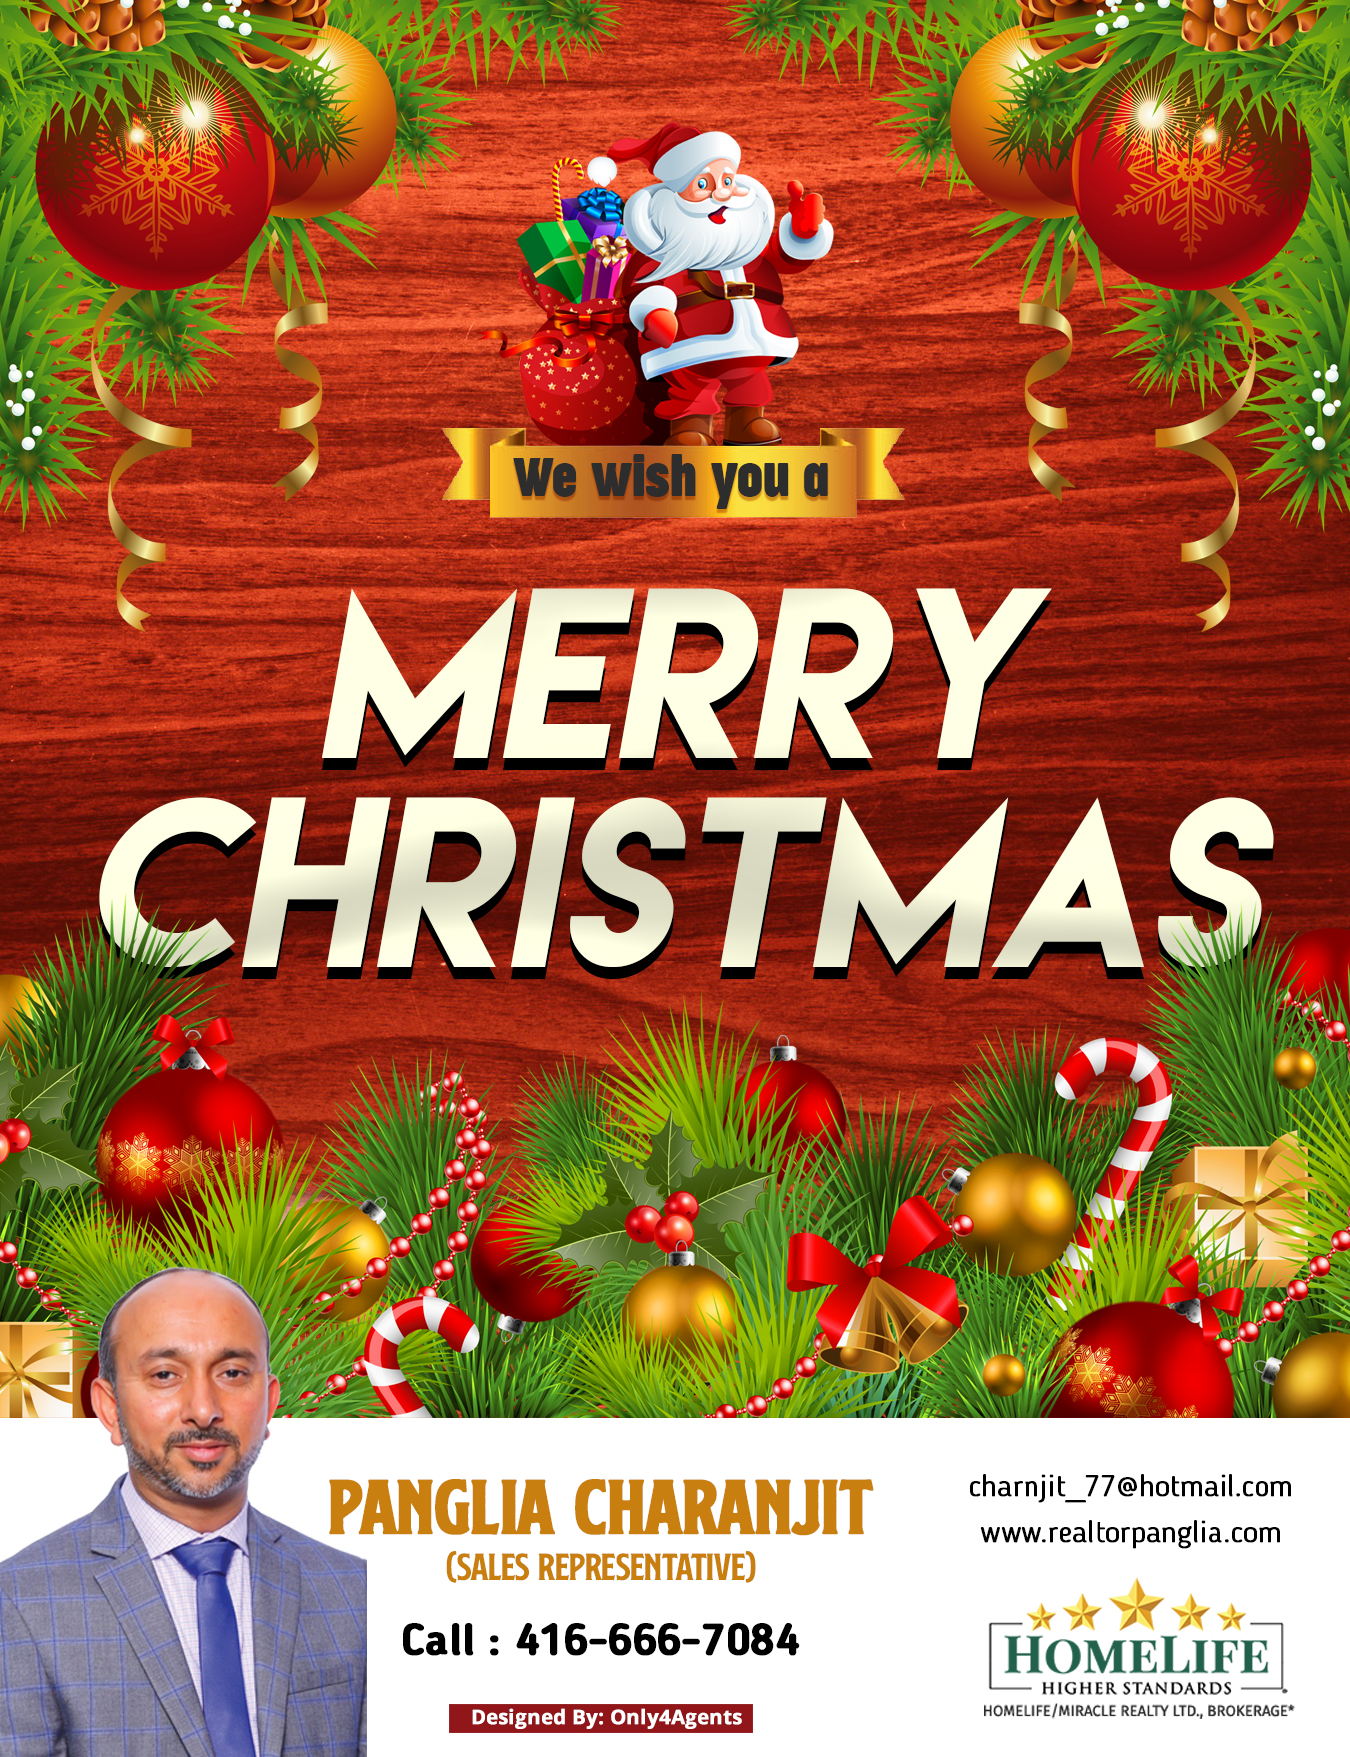 We wish you a
MERRY
CHRISTMAS
PANGLIA CHARANJIT
(SALES REPRESENTATIVE)
Call : 416-666-7084
Designed By: Only4Agents
charnjit_77@hotmail.com
www.realtorpanglia.com
HOMELIFE
HIGHER STANDARDS
HOMELIFE/MIRACLE REALTY LTD., BROKERAGE*